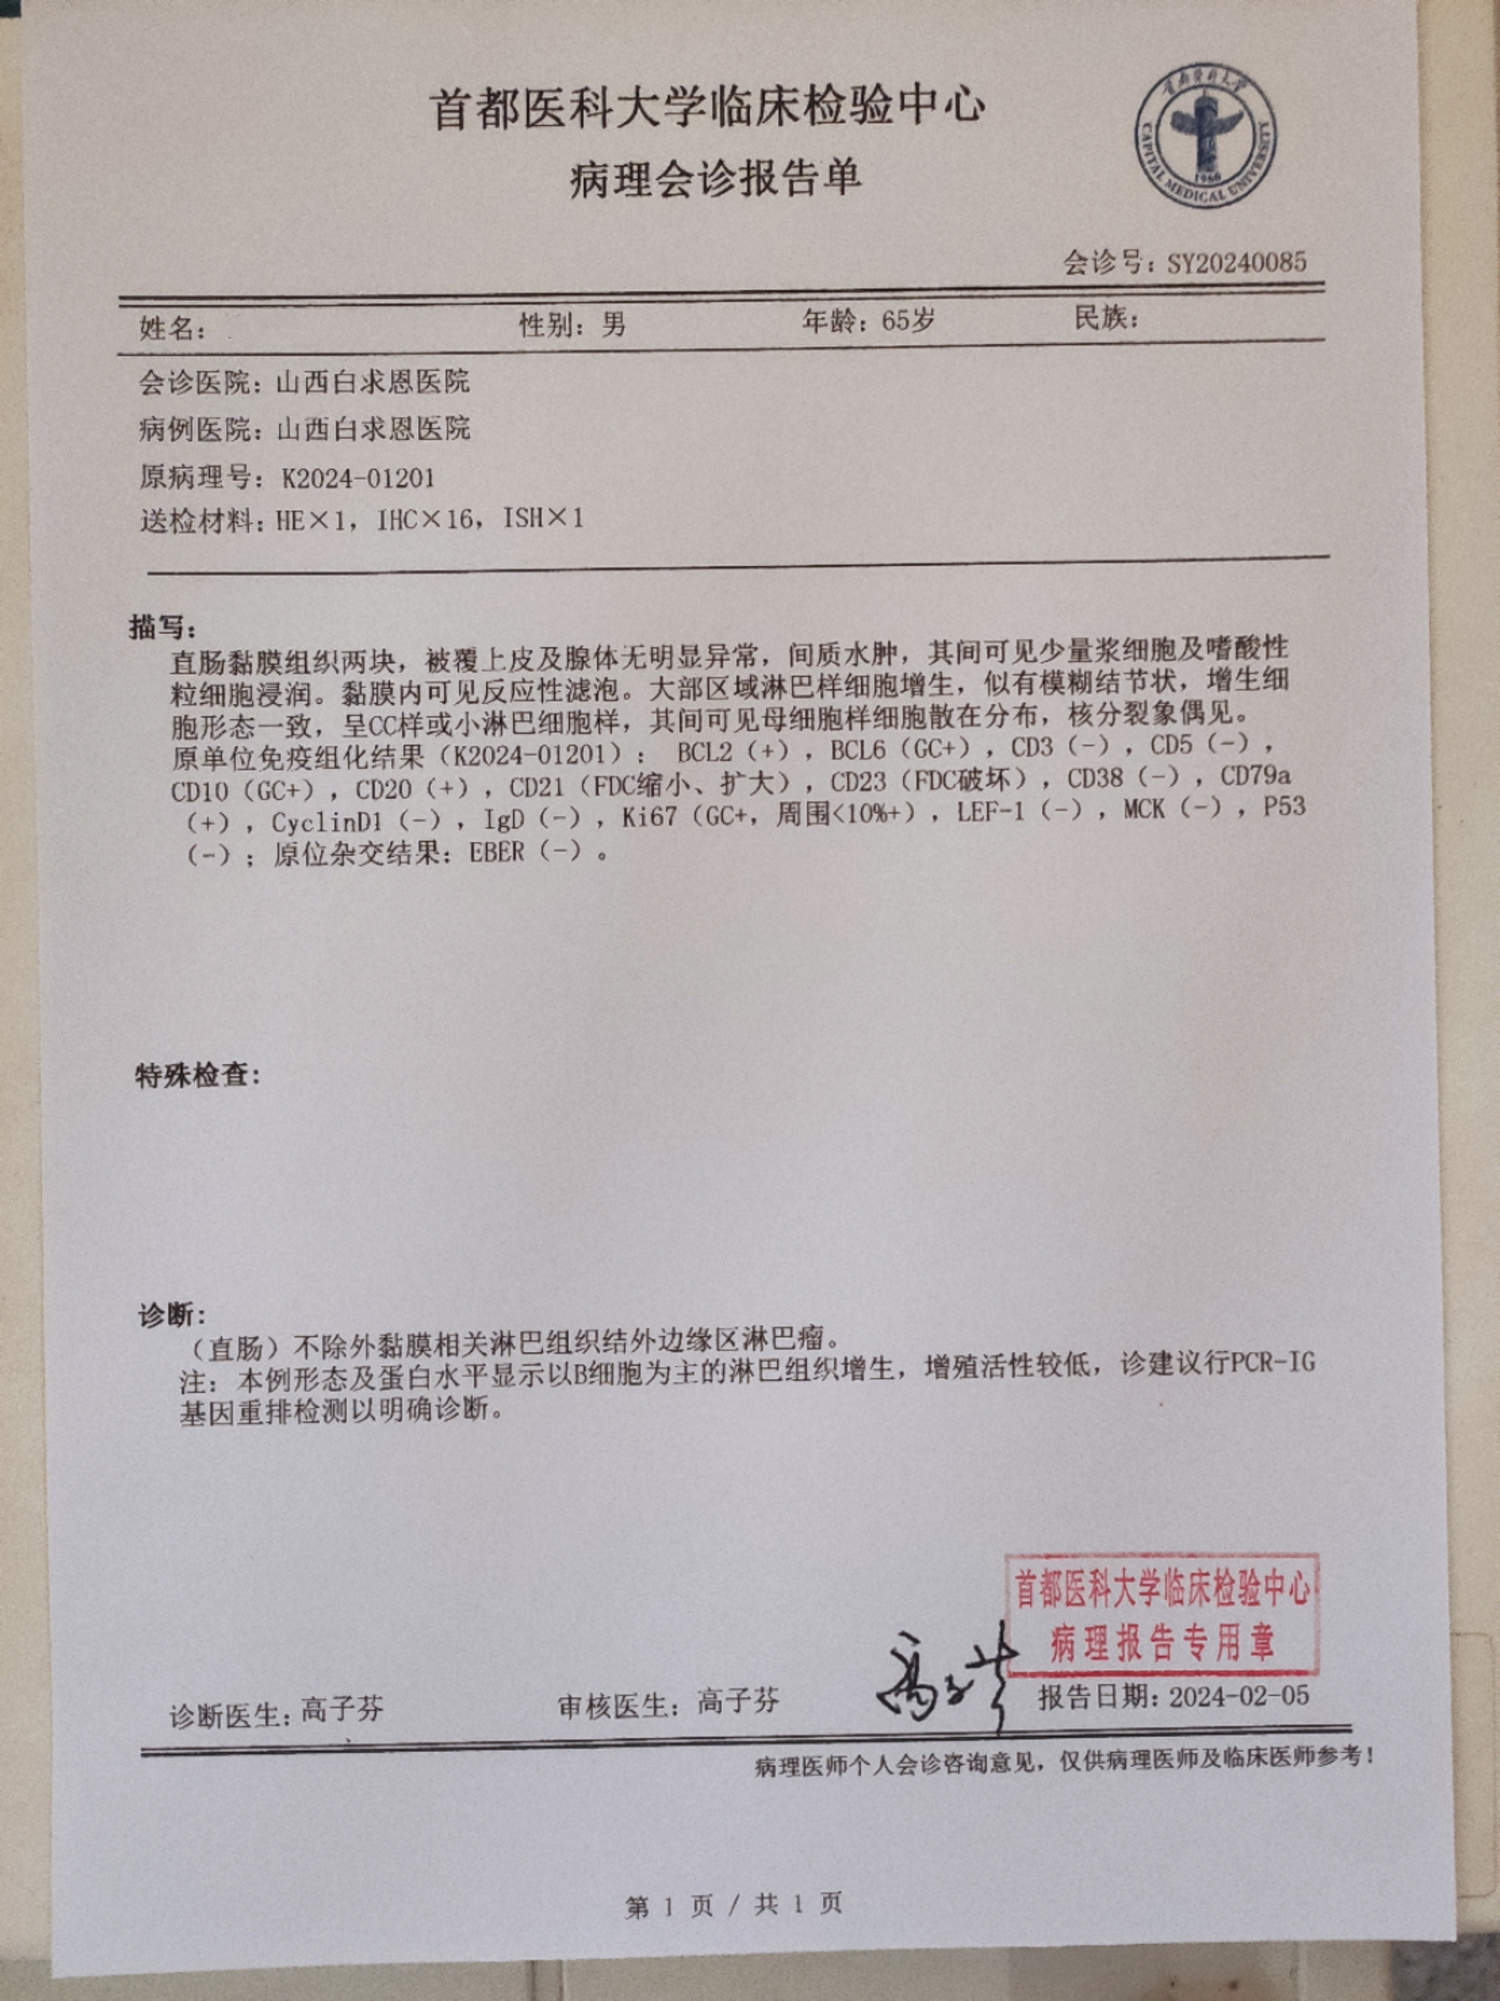 首都医科大学临床检验中心
病理会诊报告单
首都医科大学
CAPITAL MEDICAL UNIVERSITY
1960
会诊号：SY20240085
姓名： 性别：男 年龄：65岁 民族：
会诊医院：山西白求恩医院
病例医院：山西白求恩医院
原病理号：K2024-01201
送检材料：HE×1，IHC×16，ISH×1
描写：
直肠黏膜组织两块，被覆上皮及腺体无明显异常，间质水肿，其间可见少量浆细胞及嗜酸性
粒细胞浸润。黏膜内可见反应性滤泡。大部区域淋巴样细胞增生，似有模糊结节状，增生细
胞形态一致，呈CC样或小淋巴细胞样，其间可见母细胞样细胞散在分布，核分裂象偶见。
原单位免疫组化结果（K2024-01201）： BCL2（+），BCL6（GC+），CD3（-），CD5（-），
CD10（GC+），CD20（+），CD21（FDC缩小、扩大），CD23（FDC破坏），CD38（-），CD79a
（+），CyclinD1（-），IgD（-），Ki67（GC+，周围<10%+），LEF-1（-），MCK（-），P53
（-）；原位杂交结果：EBER（-）。
特殊检查：
诊断：
（直肠）不除外黏膜相关淋巴组织结外边缘区淋巴瘤。
注：本例形态及蛋白水平显示以B细胞为主的淋巴组织增生，增殖活性较低，诊建议行PCR-IG
基因重排检测以明确诊断。
首都医科大学临床检验中心
病理报告专用章
诊断医生：高子芬 审核医生：高子芬 高子芬 报告日期：2024-02-05
病理医师个人会诊咨询意见，仅供病理医师及临床医师参考！
第 1 页 / 共 1 页